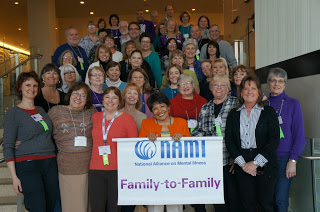 NAMI
National Alliance on Mental Illness
Family-to-Family